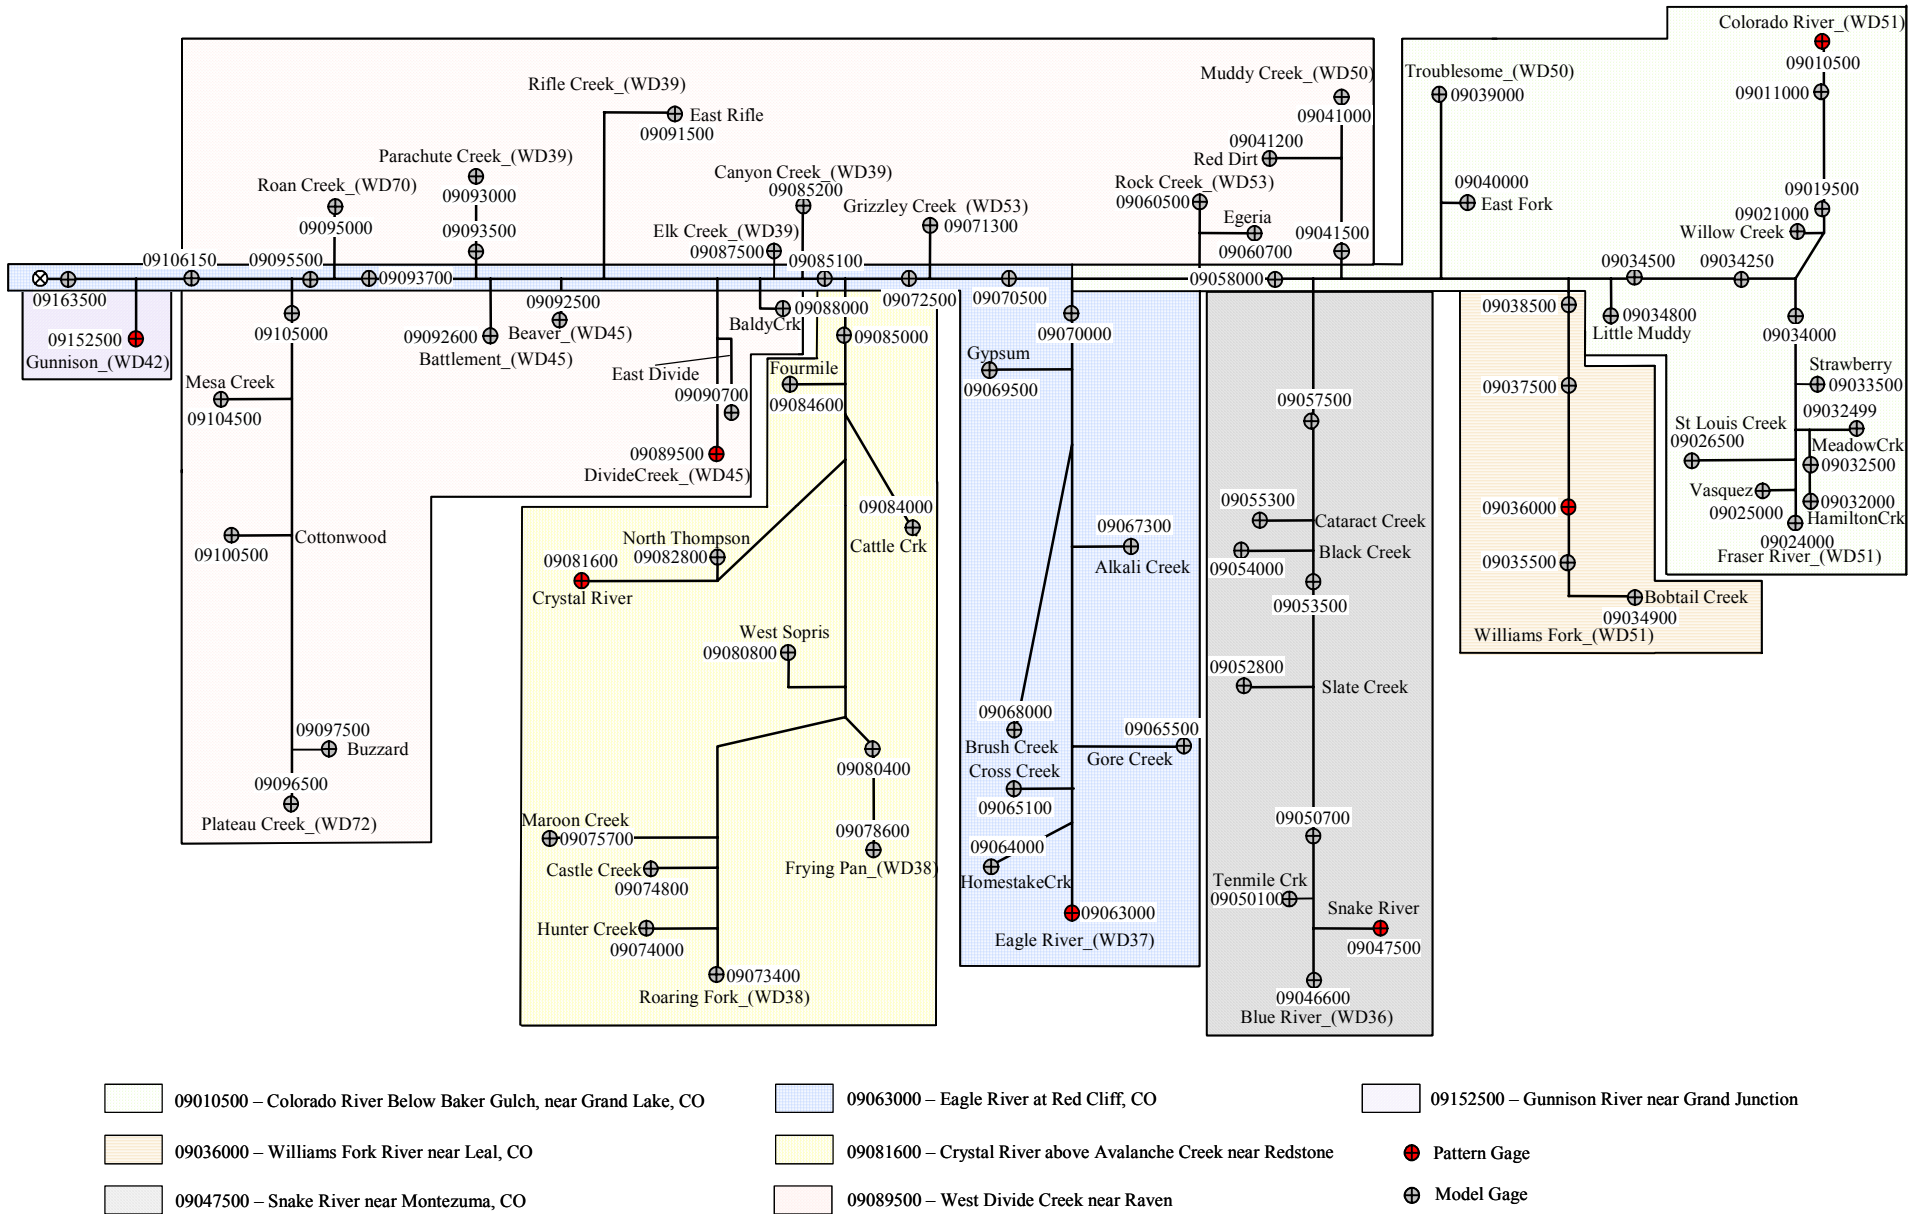 Colorado River_(WD51)
09010500
09011000
09019500
09021000
Willow Creek
Troublesome_(WD50)
09039000
09040000
East Fork
Muddy Creek_(WD50)
09041000
09041200
Red Dirt
Rock Creek_(WD53)
09060500
Egeria
09060700
09041500
Rifle Creek_(WD39)
East Rifle
09091500
Parachute Creek_(WD39)
09093000
09093500
Roan Creek_(WD70)
09095000
Canyon Creek_(WD39)
09085200
Grizzley Creek (WD53)
09071300
Elk Creek_(WD39)
09087500
09106150
09095500
09093700
09085100
09163500
09152500
Gunnison_(WD42)
09105000
09092600
Battlement_(WD45)
09092500
Beaver_(WD45)
09088000
BaldyCrk
09085000
09072500
09070500
09070000
09058000
09034500
09034250
09038500
09034800
Little Muddy
09034000
Mesa Creek
09104500
East Divide
09090700
09089500
DivideCreek_(WD45)
Cottonwood
09100500
09097500
Buzzard
09096500
Plateau Creek_(WD72)
Fourmile
09084600
09084000
Cattle Crk
North Thompson
09082800
09081600
Crystal River
West Sopris
09080800
09080400
09078600
Frying Pan_(WD38)
Maroon Creek
09075700
Castle Creek
09074800
Hunter Creek
09074000
09073400
Roaring Fork_(WD38)
Gypsum
09069500
09067300
Alkali Creek
09068000
Brush Creek
09065500
Gore Creek
Cross Creek
09065100
09064000
HomestakeCrk
09063000
Eagle River_(WD37)
09057500
09055300
Cataract Creek
Black Creek
09054000
09053500
09052800
Slate Creek
09050700
Tenmile Crk
09050100
Snake River
09047500
09046600
Blue River_(WD36)
09037500
09036000
09035500
Bobtail Creek
09034900
Williams Fork_(WD51)
Strawberry
09033500
09032499
MeadowCrk
09032500
St Louis Creek
09026500
Vasquez
09025000
09032000
HamiltonCrk
09024000
Fraser River_(WD51)
09010500 – Colorado River Below Baker Gulch, near Grand Lake, CO
09036000 – Williams Fork River near Leal, CO
09047500 – Snake River near Montezuma, CO
09063000 – Eagle River at Red Cliff, CO
09081600 – Crystal River above Avalanche Creek near Redstone
09089500 – West Divide Creek near Raven
09152500 – Gunnison River near Grand Junction
Pattern Gage
Model Gage